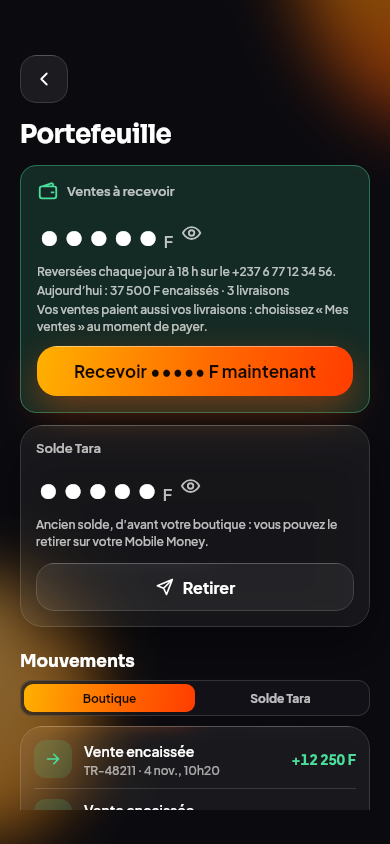 Portefeuille
Ventes à recevoir
●●●●● F
Reversées chaque jour à 18 h sur le +237 6 77 12 34 56.
Aujourd’hui : 37 500 F encaissés · 3 livraisons
Vos ventes paient aussi vos livraisons : choisissez « Mes
ventes » au moment de payer.
Recevoir ●●●●● F maintenant
Solde Tara
●●●●● F
Ancien solde, d’avant votre boutique : vous pouvez le
retirer sur votre Mobile Money.
Retirer
Mouvements
Boutique
Solde Tara
Vente encaissée
+12 250 F
TR-48211 · 4 nov., 10h20